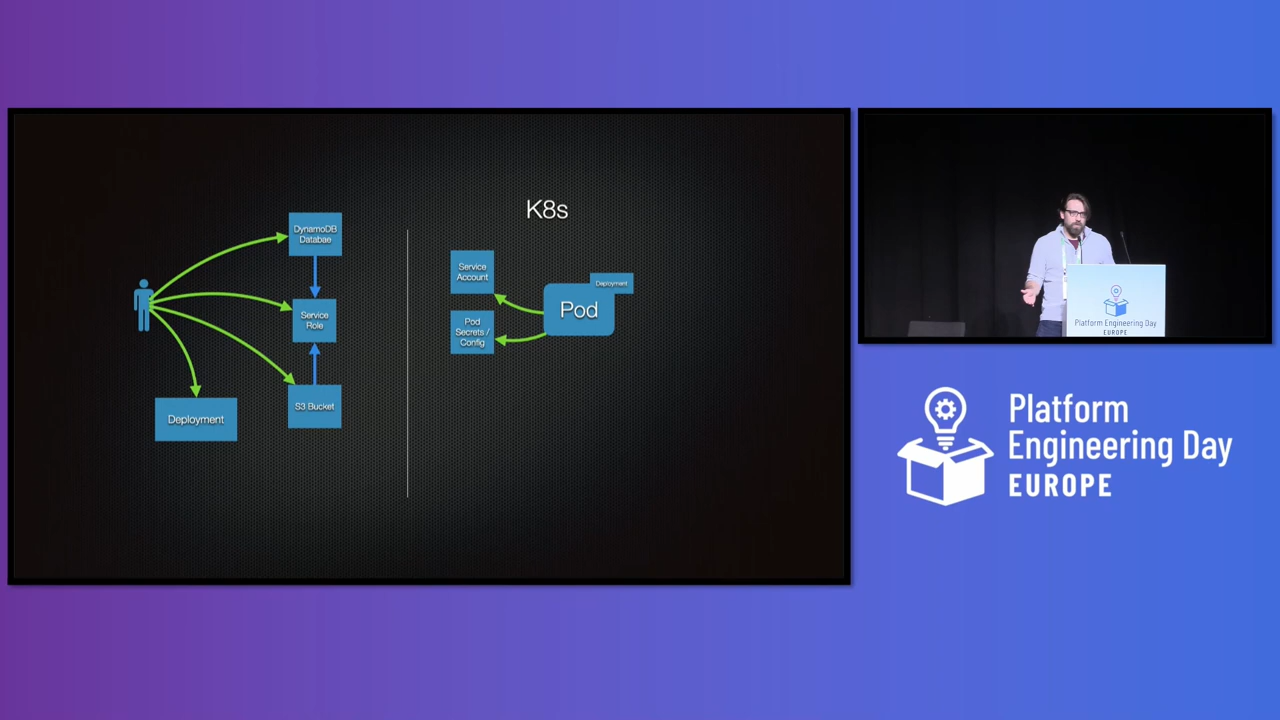 K8s
DynamoDB
Databae
Service
Role
S3 Bucket
Deployment
Service
Account
Pod
Secrets /
Config
Deployment
Pod
Platform Engineering Day
EUROPE
Platform
Engineering Day
EUROPE